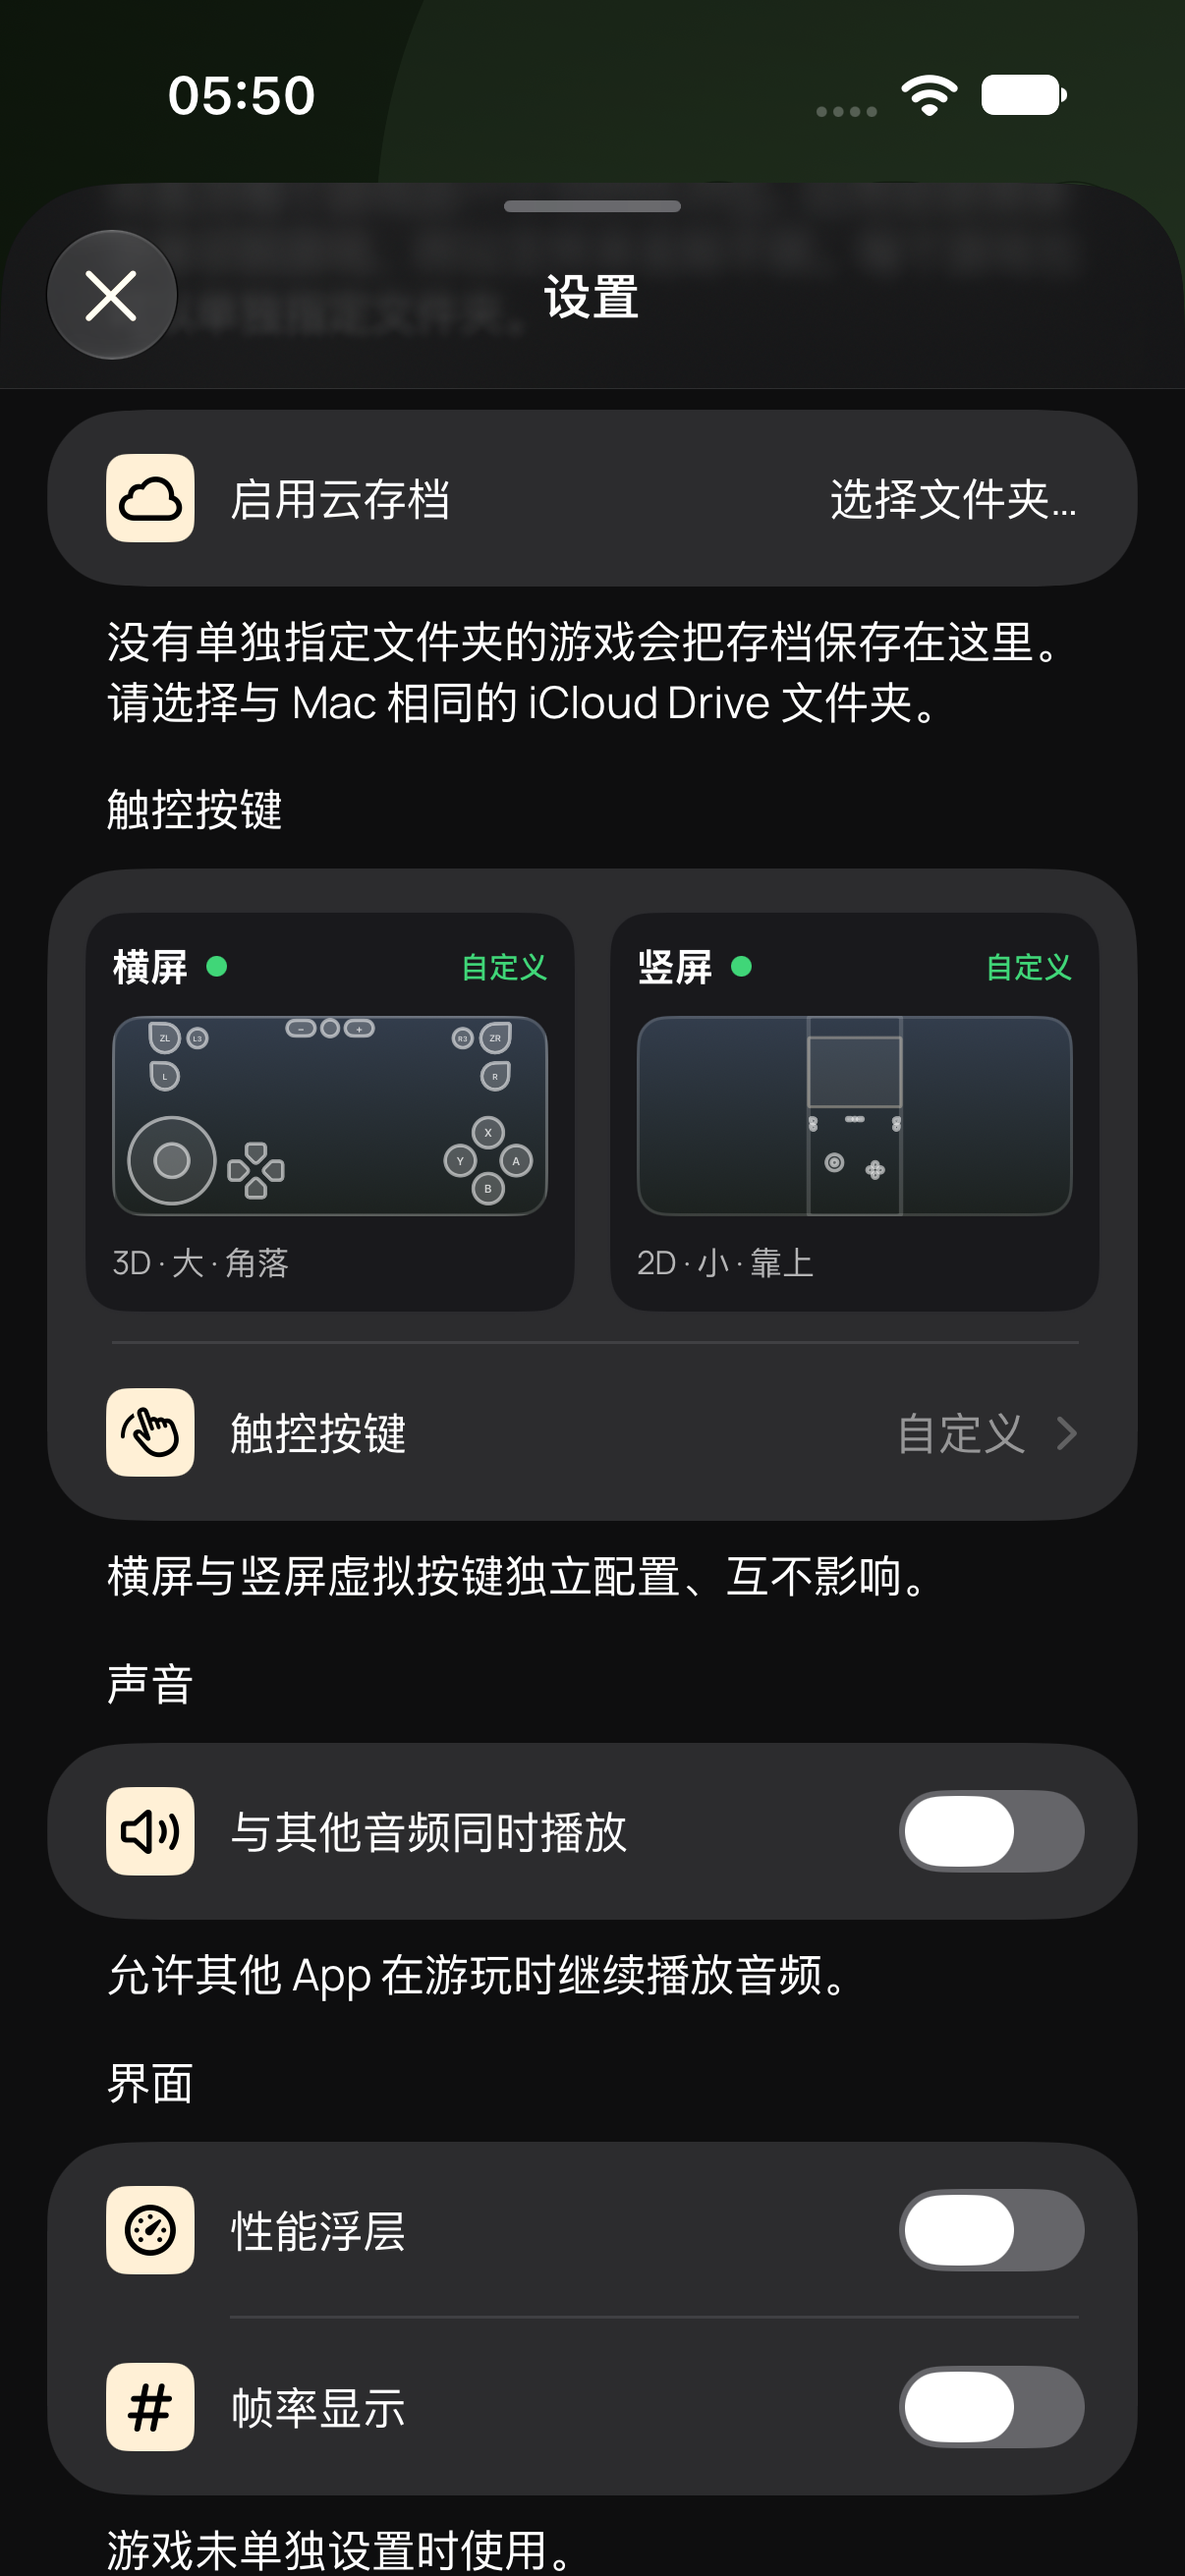 05:50
单独指定文件夹。
设置
启用云存档
选择文件夹...
没有单独指定文件夹的游戏会把存档保存在这里。
请选择与 Mac 相同的 iCloud Drive 文件夹。
触控按键
横屏
自定义
ZL L3 − + R3 ZR
L R
X
Y A
B
3D · 大 · 角落
竖屏
自定义
2D · 小 · 靠上
触控按键
自定义
横屏与竖屏虚拟按键独立配置、互不影响。
声音
与其他音频同时播放
允许其他 App 在游玩时继续播放音频。
界面
性能浮层
帧率显示
游戏未单独设置时使用。